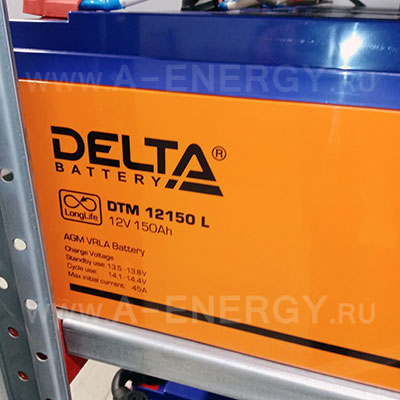 www.A-ENERGY.RU
DELTA®
BATTERY
LongLife
DTM 12150 L
12V 150Ah
AGM VRLA Battery
Charge Voltage
Standby use: 13.5 - 13.8V
Cycle use: 14.1 - 14.4V
Max initial current: 45A
www.A-ENERGY.RU